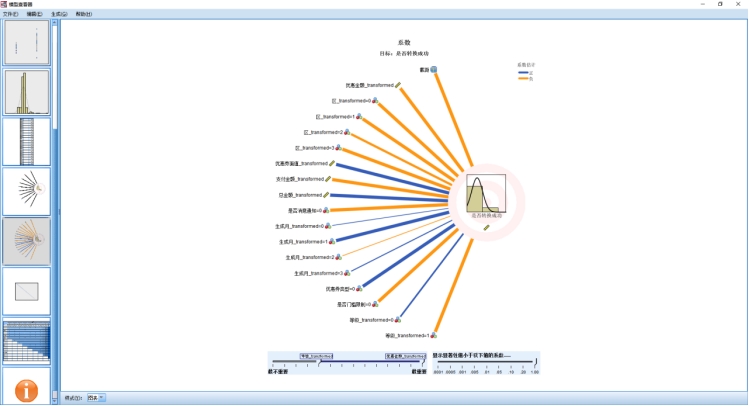 模型查看器
文件(F) 编辑(E) 生成(G) 帮助(H)
系数
目标：是否转换成功
系数估计
正
负
截距
优惠金额_transformed
区_transformed=0
区_transformed=1
区_transformed=2
区_transformed=3
优惠券面值_transformed
支付金额_transformed
总金额_transformed
是否消息通知=0
生成月_transformed=0
生成月_transformed=1
生成月_transformed=2
生成月_transformed=3
优惠券类型=0
是否门槛限制=0
等级_transformed=0
等级_transformed=1
是否转换成功
等级_transformed
优惠金额_transformed
最不重要
最重要
显示显著性值小于以下值的系数......
.0001 .0005 .001 .005 .01 .05 .10 .20 1.00
样式(T): 图表